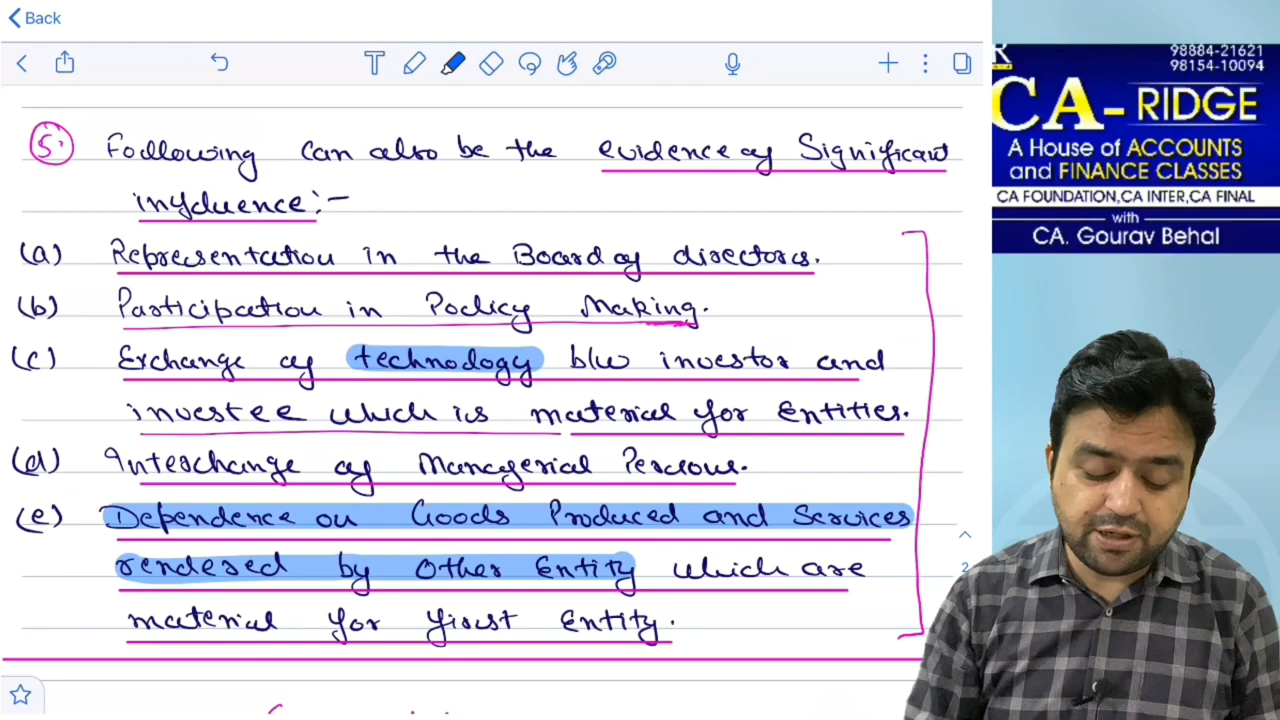 Back
5. Following can also be the evidence of Significant
influence:-
(a) Representation in the Board of directors.
(b) Participation in Policy Making.
(c) Exchange of technology b/w investor and
investee which is material for Entities.
(d) Interchange of Managerial Persons.
(e) Dependence on Goods Produced and Services
rendered by Other Entity which are
material for first Entity.
2
R
98884-21621
98154-10094
CA- RIDGE
A House of ACCOUNTS
and FINANCE CLASSES
CA FOUNDATION,CA INTER,CA FINAL
with
CA. Gourav Behal